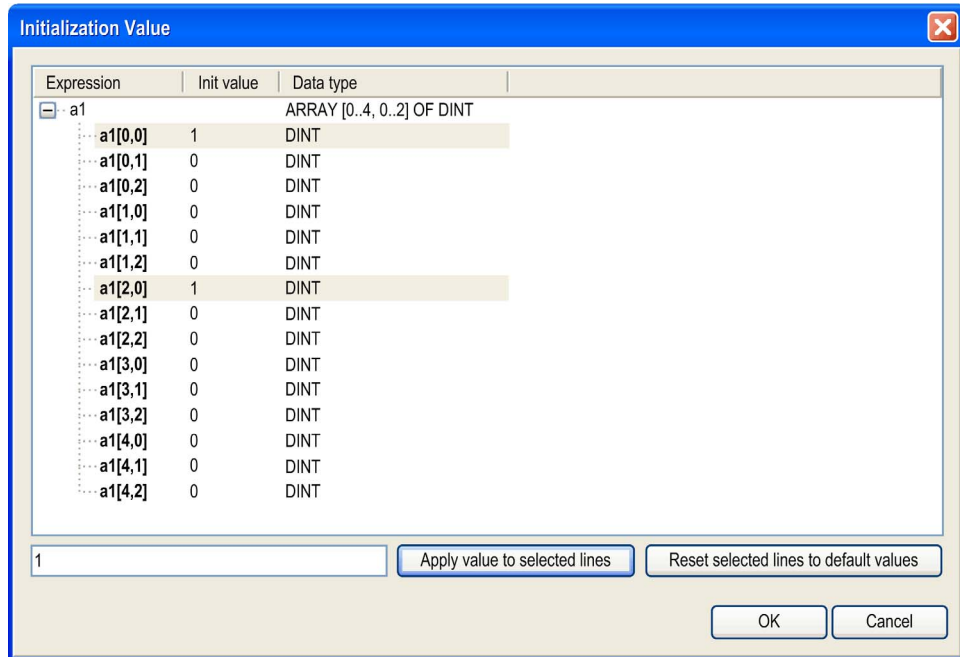 Initialization Value
Expression Init value Data type
a1 ARRAY [0..4, 0..2] OF DINT
a1[0,0] 1 DINT
a1[0,1] 0 DINT
a1[0,2] 0 DINT
a1[1,0] 0 DINT
a1[1,1] 0 DINT
a1[1,2] 0 DINT
a1[2,0] 1 DINT
a1[2,1] 0 DINT
a1[2,2] 0 DINT
a1[3,0] 0 DINT
a1[3,1] 0 DINT
a1[3,2] 0 DINT
a1[4,0] 0 DINT
a1[4,1] 0 DINT
a1[4,2] 0 DINT
1 Apply value to selected lines Reset selected lines to default values
OK Cancel